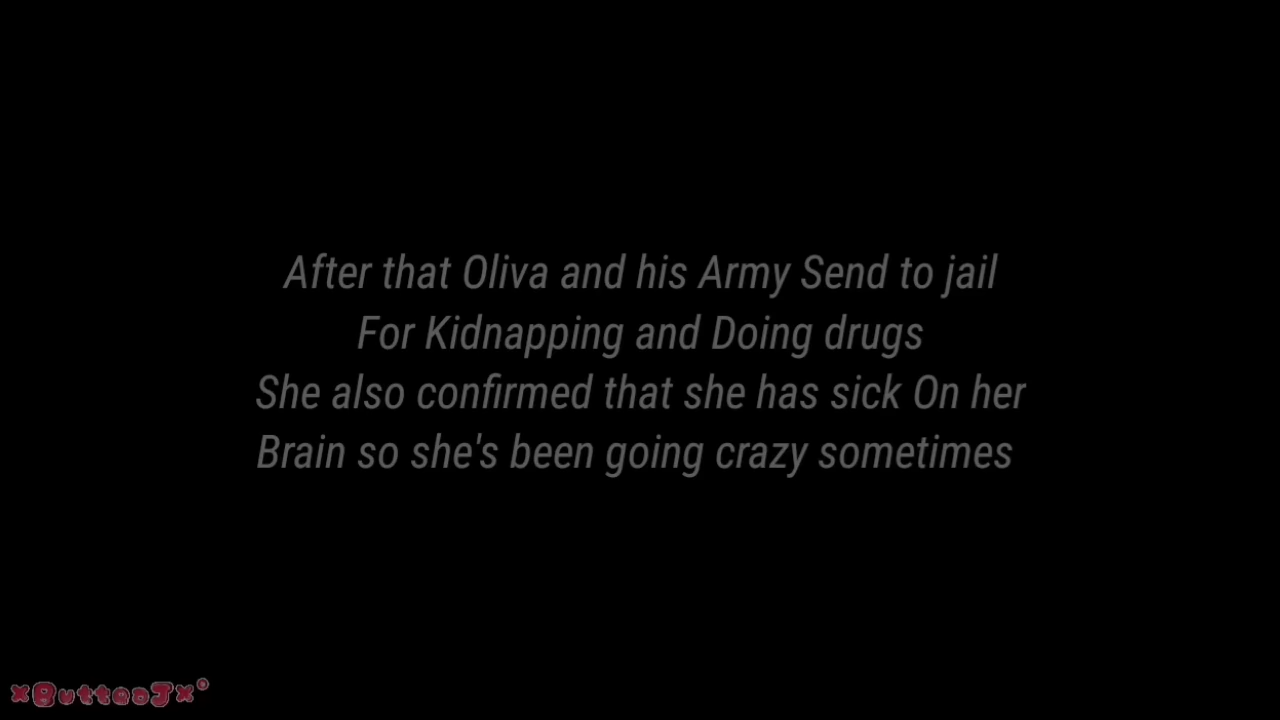 After that Oliva and his Army Send to jail
For Kidnapping and Doing drugs
She also confirmed that she has sick On her
Brain so she's been going crazy sometimes